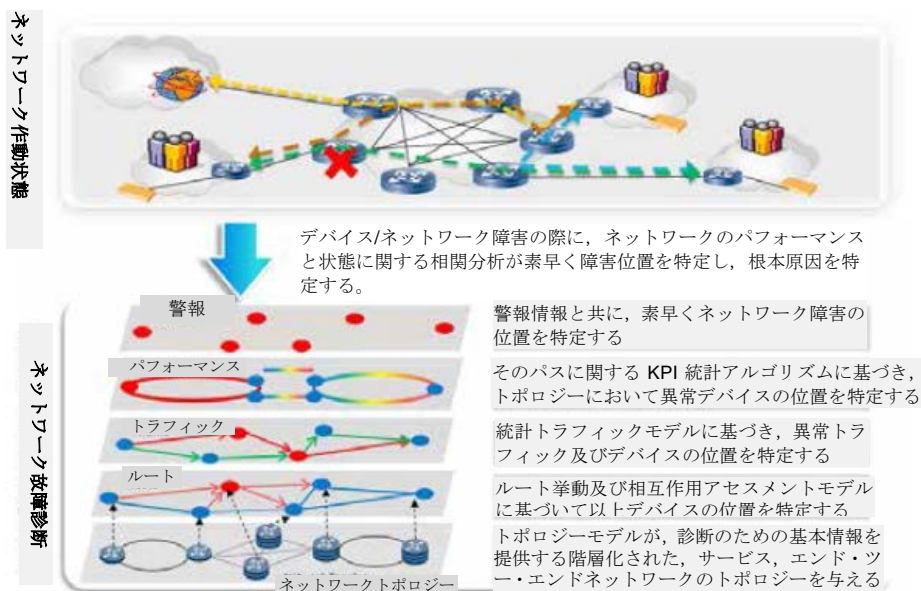 ネットワーク作動状態
デバイス/ネットワーク障害の際に，ネットワークのパフォーマンス
と状態に関する相関分析が素早く障害位置を特定し，根本原因を特
定する。
ネットワーク故障診断
警報
警報情報と共に，素早くネットワーク障害の
位置を特定する
パフォーマンス
そのパスに関する KPI 統計アルゴリズムに基づき，
トポロジーにおいて異常デバイスの位置を特定する
トラフィック
統計トラフィックモデルに基づき，異常トラ
フィック及びデバイスの位置を特定する
ルート
ルート挙動及び相互作用アセスメントモデル
に基づいて以上デバイスの位置を特定する
ネットワークトポロジー
トポロジーモデルが，診断のための基本情報を
提供する階層化された，サービス，エンド・ツ
ー・エンドネットワークのトポロジーを与える